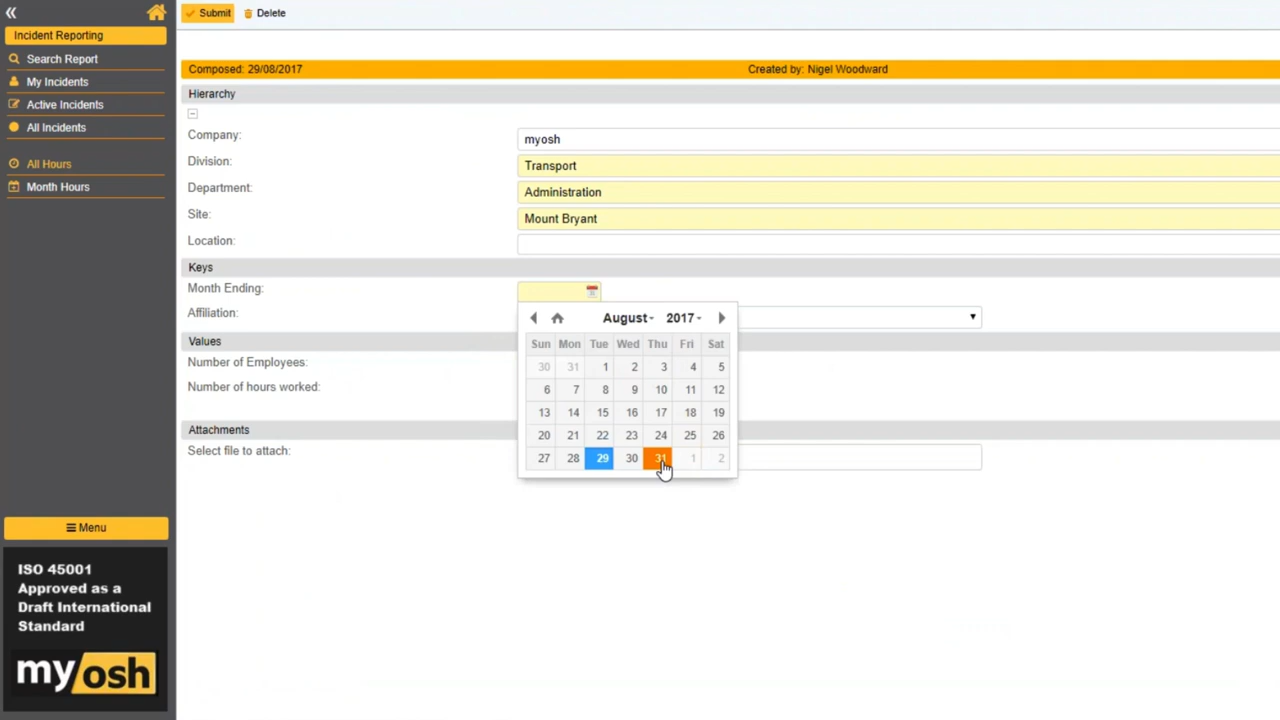 «
Incident Reporting
Search Report
My Incidents
Active Incidents
All Incidents
All Hours
Month Hours
Menu
ISO 45001
Approved as a
Draft International
Standard
my/osh
Submit Delete
Composed: 29/08/2017 Created by: Nigel Woodward
Hierarchy
Company: myosh
Division: Transport
Department: Administration
Site: Mount Bryant
Location:
Keys
Month Ending:
Affiliation:
August 2017
Sun Mon Tue Wed Thu Fri Sat
30 31 1 2 3 4 5
6 7 8 9 10 11 12
13 14 15 16 17 18 19
20 21 22 23 24 25 26
27 28 29 30 31 1 2
Values
Number of Employees:
Number of hours worked:
Attachments
Select file to attach: